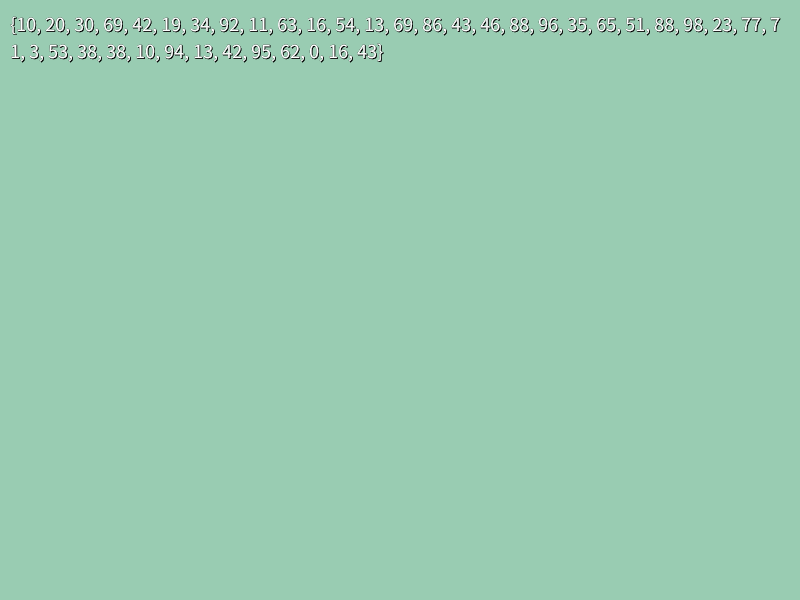 {10, 20, 30, 69, 42, 19, 34, 92, 11, 63, 16, 54, 13, 69, 86, 43, 46, 88, 96, 35, 65, 51, 88, 98, 23, 77, 7
1, 3, 53, 38, 38, 10, 94, 13, 42, 95, 62, 0, 16, 43}